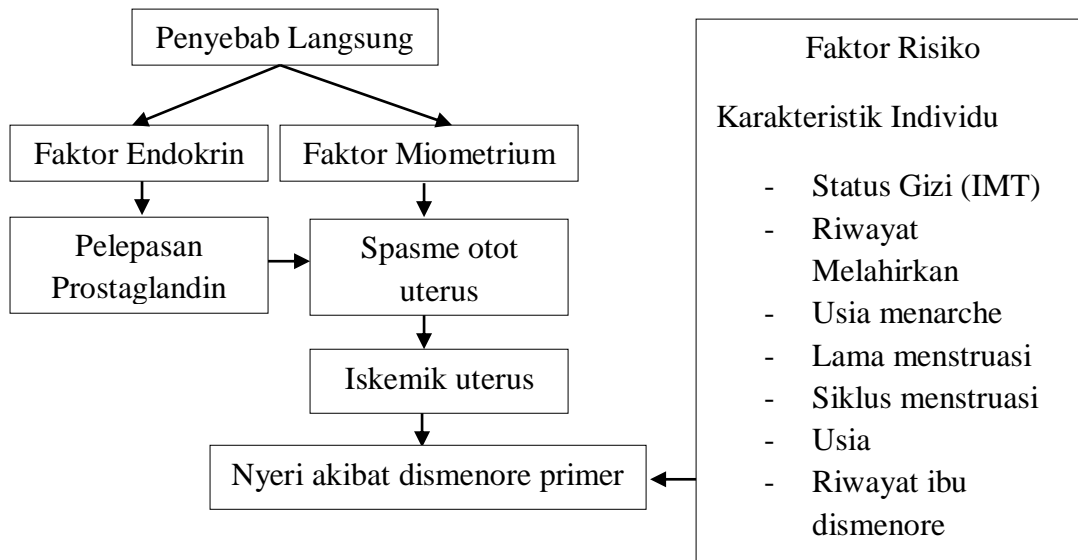 Penyebab Langsung
Faktor Endokrin
Faktor Miometrium
Pelepasan
Prostaglandin
Spasme otot
uterus
Iskemik uterus
Nyeri akibat dismenore primer
Faktor Risiko
Karakteristik Individu
- Status Gizi (IMT)
- Riwayat
Melahirkan
- Usia menarche
- Lama menstruasi
- Siklus menstruasi
- Usia
- Riwayat ibu
dismenore